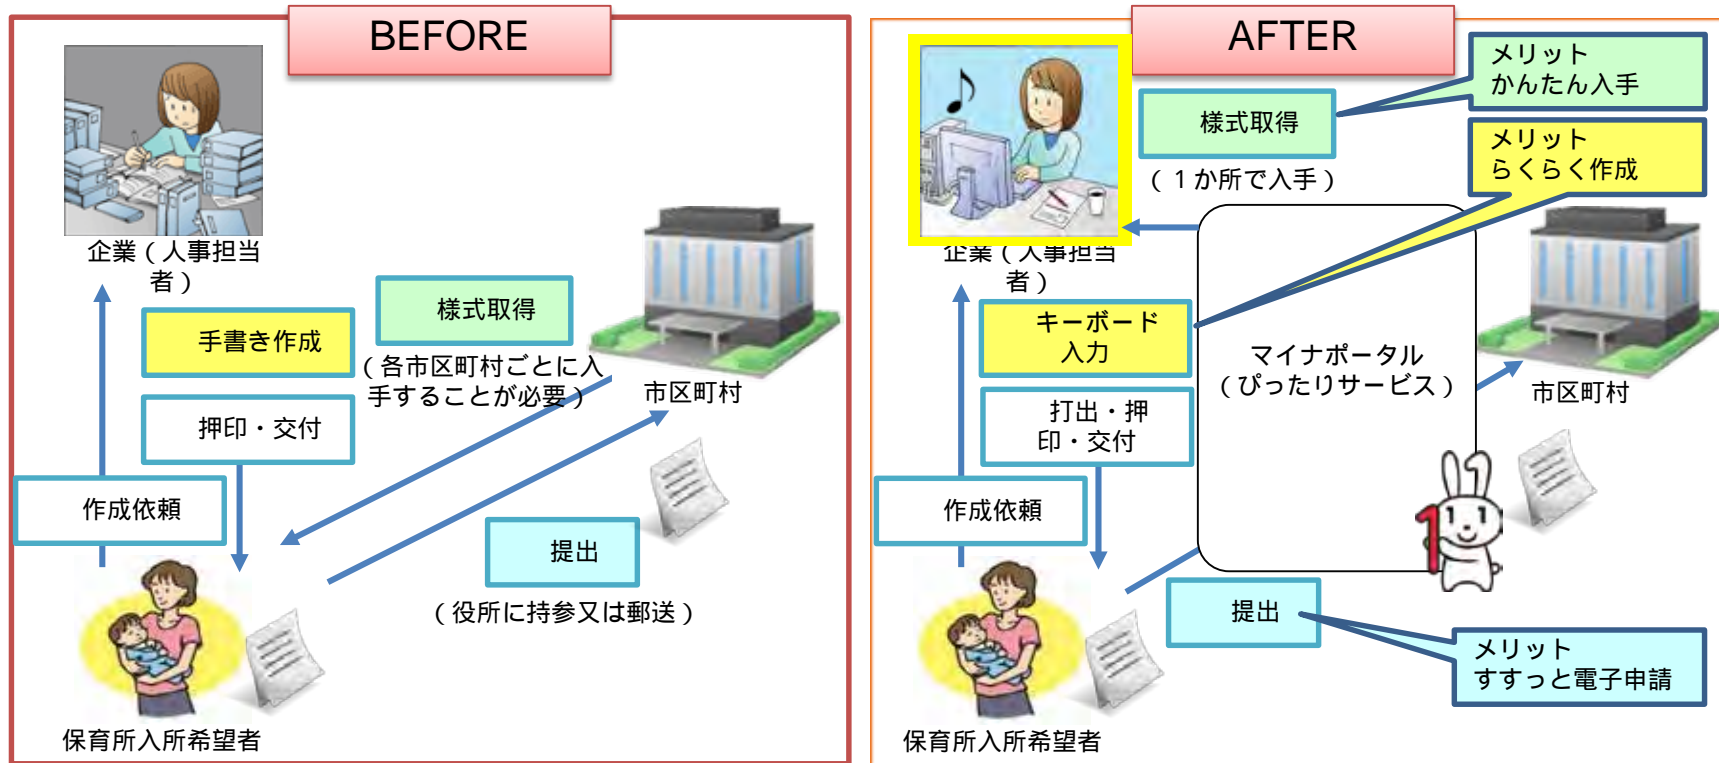 BEFORE
企業（人事担当
者）
様式取得
手書き作成
（各市区町村ごとに入
手することが必要）
市区町村
押印・交付
作成依頼
提出
（役所に持参又は郵送）
保育所入所希望者
AFTER
メリット
かんたん入手
様式取得
（１か所で入手）
メリット
らくらく作成
企業（人事担当
者）
キーボード
入力
マイナポータル
（ぴったりサービス）
市区町村
打出・押
印・交付
作成依頼
1
提出
メリット
すすっと電子申請
保育所入所希望者